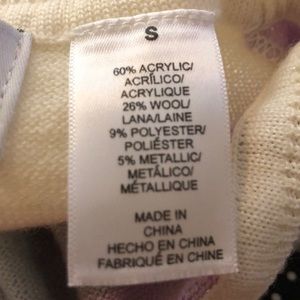 S
60% ACRYLIC/
ACRÍLICO/
ACRYLIQUE
26% WOOL/
LANA/LAINE
9% POLYESTER/
POLIÉSTER
5% METALLIC/
METÁLICO/
MÉTALLIQUE
MADE IN
CHINA
HECHO EN CHINA
FABRIQUÉ EN CHINE